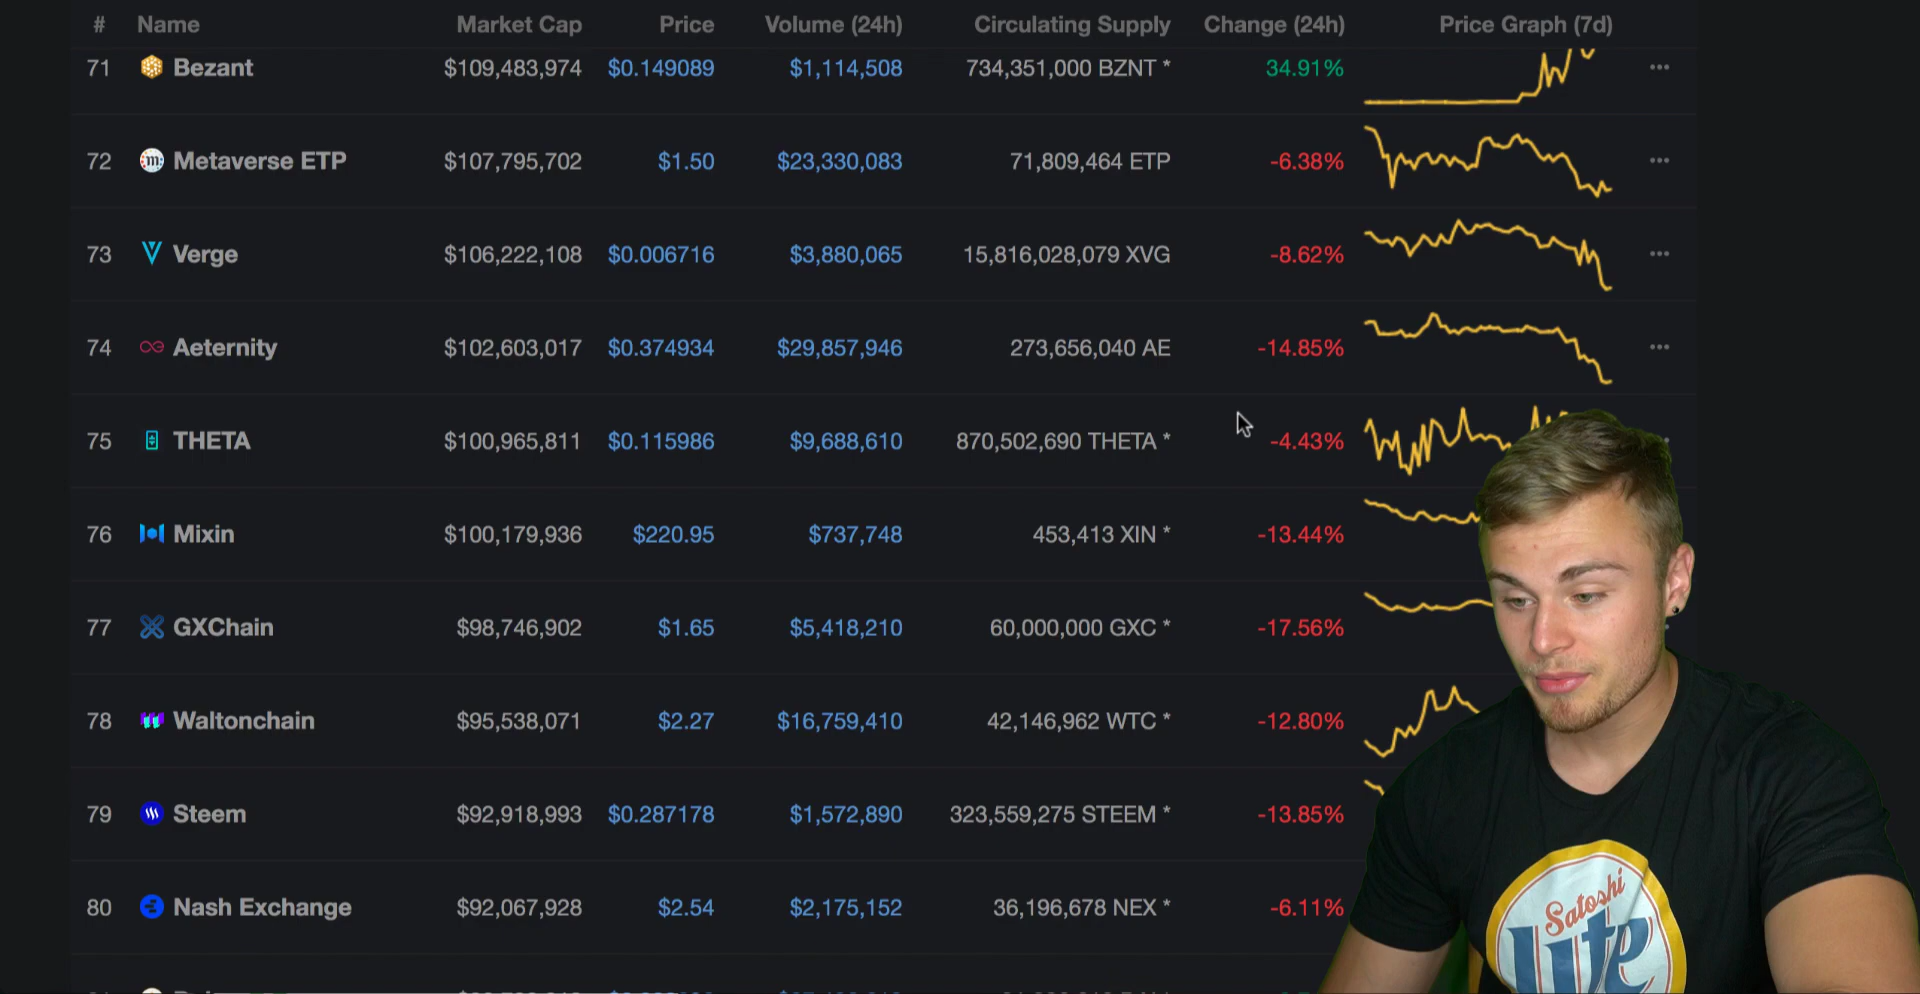 # Name Market Cap Price Volume (24h) Circulating Supply Change (24h) Price Graph (7d)
71 Bezant $109,483,974 $0.149089 $1,114,508 734,351,000 BZNT * 34.91%
72 Metaverse ETP $107,795,702 $1.50 $23,330,083 71,809,464 ETP -6.38%
73 Verge $106,222,108 $0.006716 $3,880,065 15,816,028,079 XVG -8.62%
74 Aeternity $102,603,017 $0.374934 $29,857,946 273,656,040 AE -14.85%
75 THETA $100,965,811 $0.115986 $9,688,610 870,502,690 THETA * -4.43%
76 Mixin $100,179,936 $220.95 $737,748 453,413 XIN * -13.44%
77 GXChain $98,746,902 $1.65 $5,418,210 60,000,000 GXC * -17.56%
78 Waltonchain $95,538,071 $2.27 $16,759,410 42,146,962 WTC * -12.80%
79 Steem $92,918,993 $0.287178 $1,572,890 323,559,275 STEEM * -13.85%
80 Nash Exchange $92,067,928 $2.54 $2,175,152 36,196,678 NEX * -6.11%
Satoshi
Lite